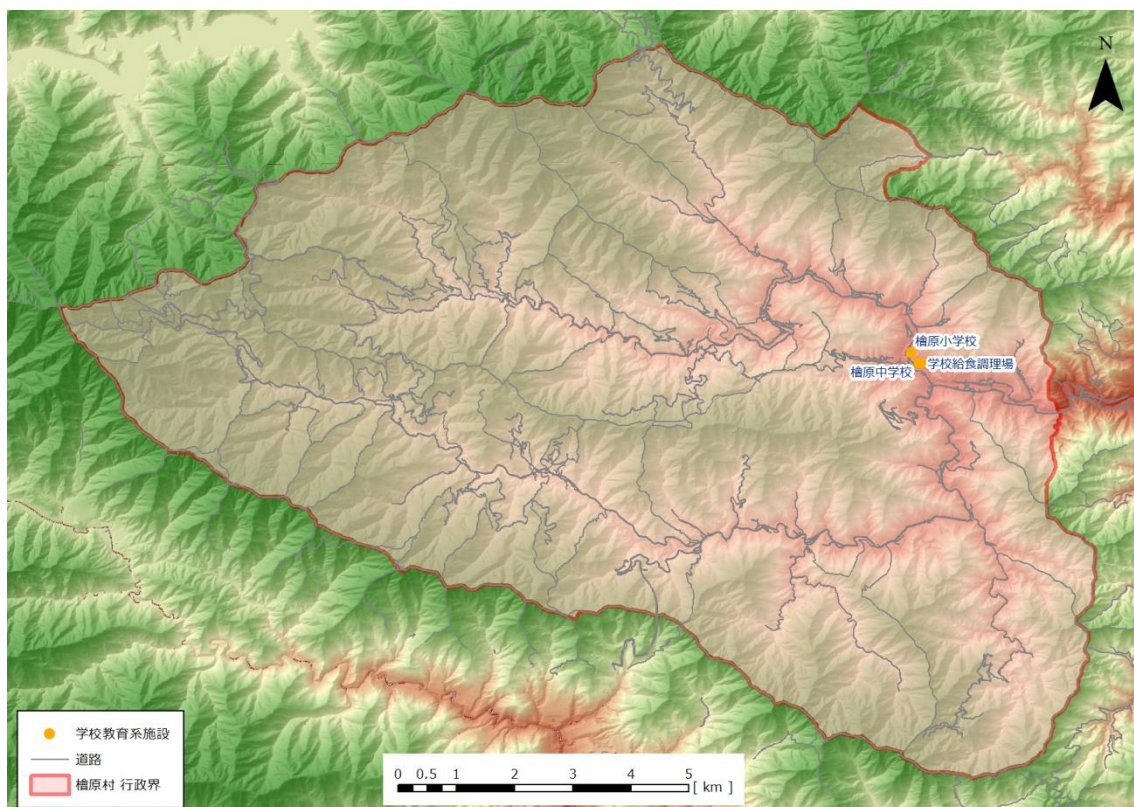 N
檜原小学校
学校給食調理場
檜原中学校
学校教育系施設
道路
檜原村 行政界
0 0.5 1 2 3 4 5
[ km ]